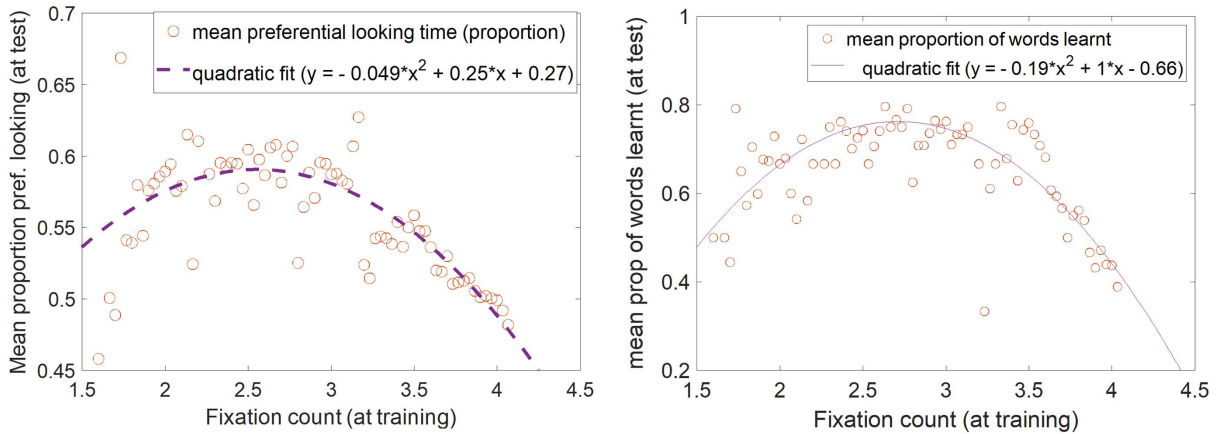 Mean proportion pref. looking (at test)
0.7
0.65
0.6
0.55
0.5
0.45
mean preferential looking time (proportion)
quadratic fit (y = - 0.049*x² + 0.25*x + 0.27)
1.5 2 2.5 3 3.5 4 4.5
Fixation count (at training)
mean prop of words learnt (at test)
1
0.8
0.6
0.4
0.2
mean proportion of words learnt
quadratic fit (y = - 0.19*x² + 1*x - 0.66)
1.5 2 2.5 3 3.5 4 4.5
Fixation count (at training)